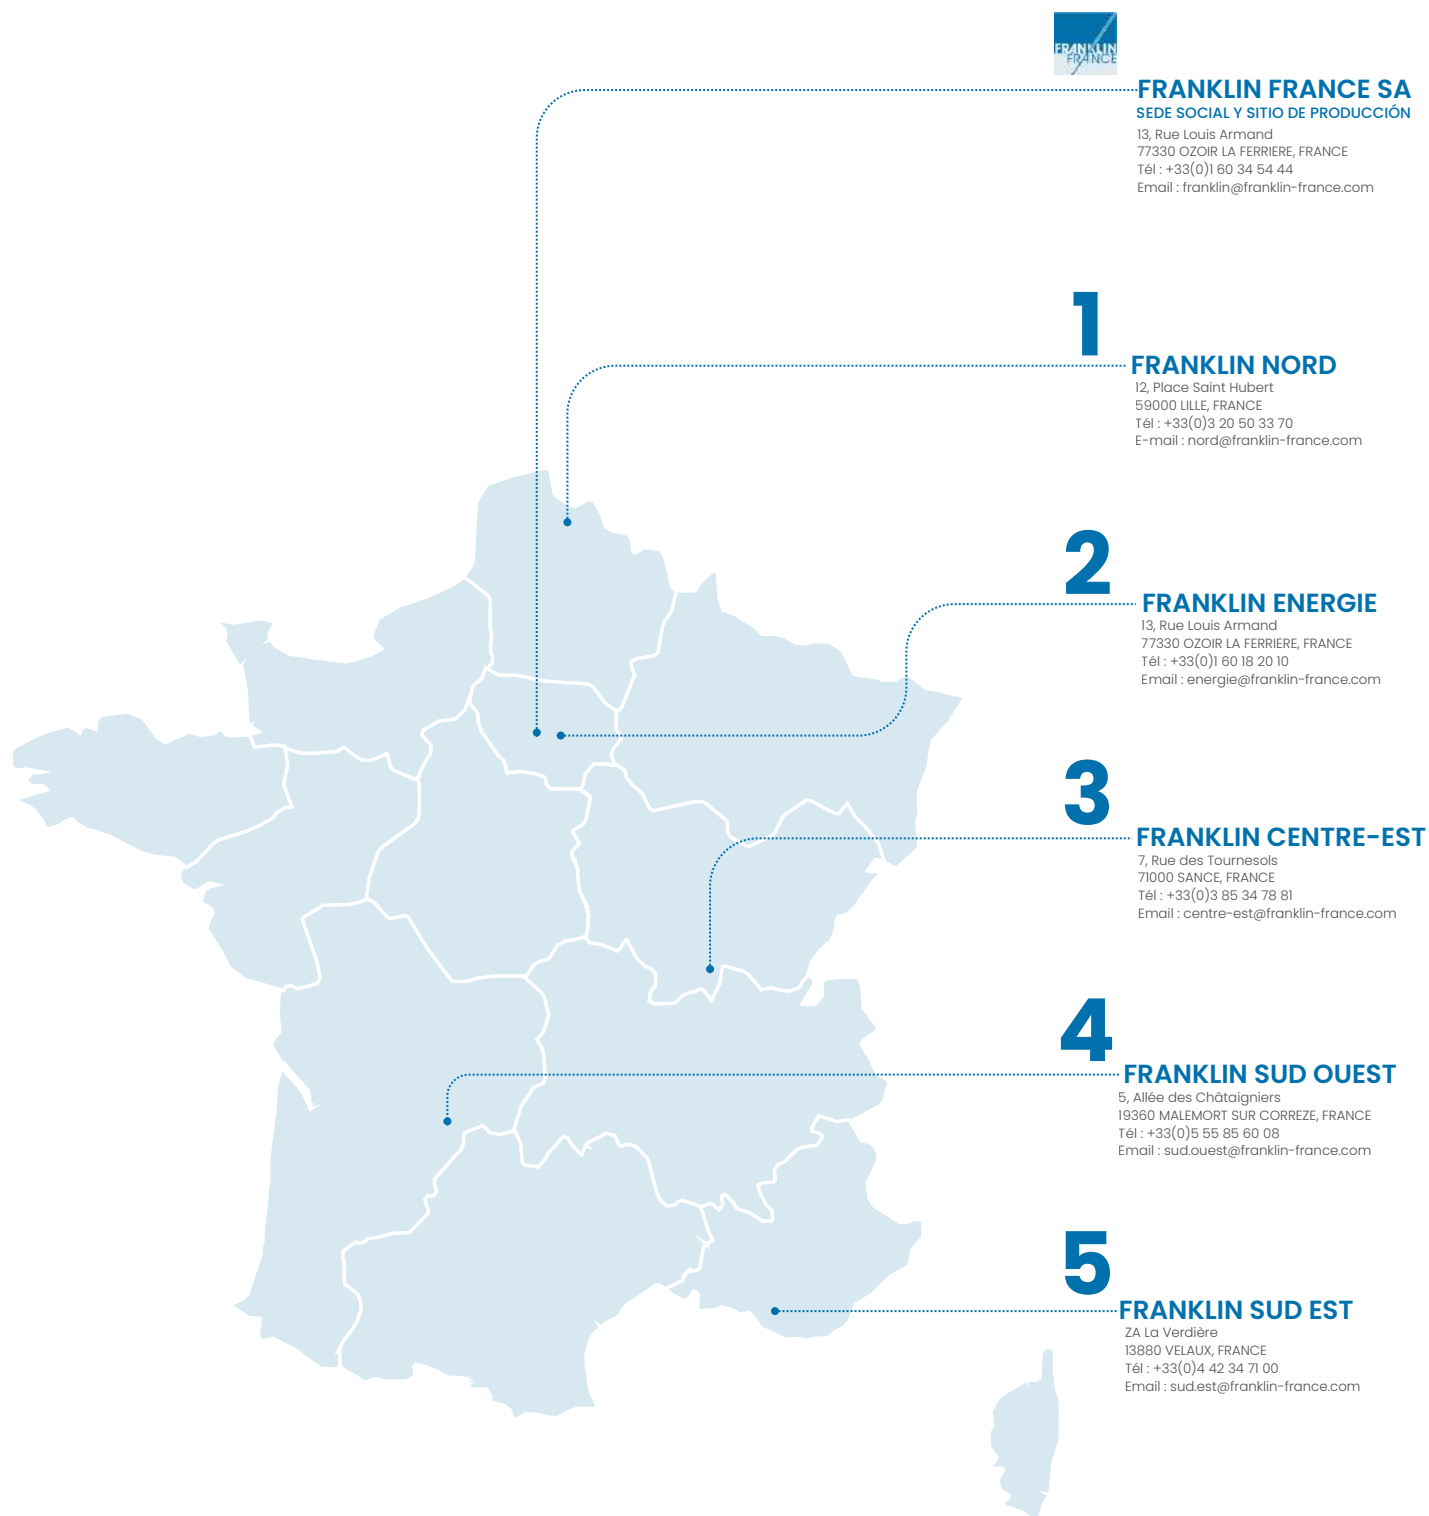 FRANKLIN
FRANCE
FRANKLIN FRANCE SA
SEDE SOCIAL Y SITIO DE PRODUCCIÓN
13, Rue Louis Armand
77330 OZOIR LA FERRIERE, FRANCE
Tél : +33(0)1 60 34 54 44
Email : franklin@franklin-france.com
1
FRANKLIN NORD
12, Place Saint Hubert
59000 LILLE, FRANCE
Tél : +33(0)3 20 50 33 70
E-mail : nord@franklin-france.com
2
FRANKLIN ENERGIE
13, Rue Louis Armand
77330 OZOIR LA FERRIERE, FRANCE
Tél : +33(0)1 60 18 20 10
Email : energie@franklin-france.com
3
FRANKLIN CENTRE-EST
7, Rue des Tournesols
71000 SANCE, FRANCE
Tél : +33(0)3 85 34 78 81
Email : centre-est@franklin-france.com
4
FRANKLIN SUD OUEST
5, Allée des Châtaigniers
19360 MALEMORT SUR CORREZE, FRANCE
Tél : +33(0)5 55 85 60 08
Email : sud.ouest@franklin-france.com
5
FRANKLIN SUD EST
ZA La Verdière
13880 VELAUX, FRANCE
Tél : +33(0)4 42 34 71 00
Email : sud.est@franklin-france.com